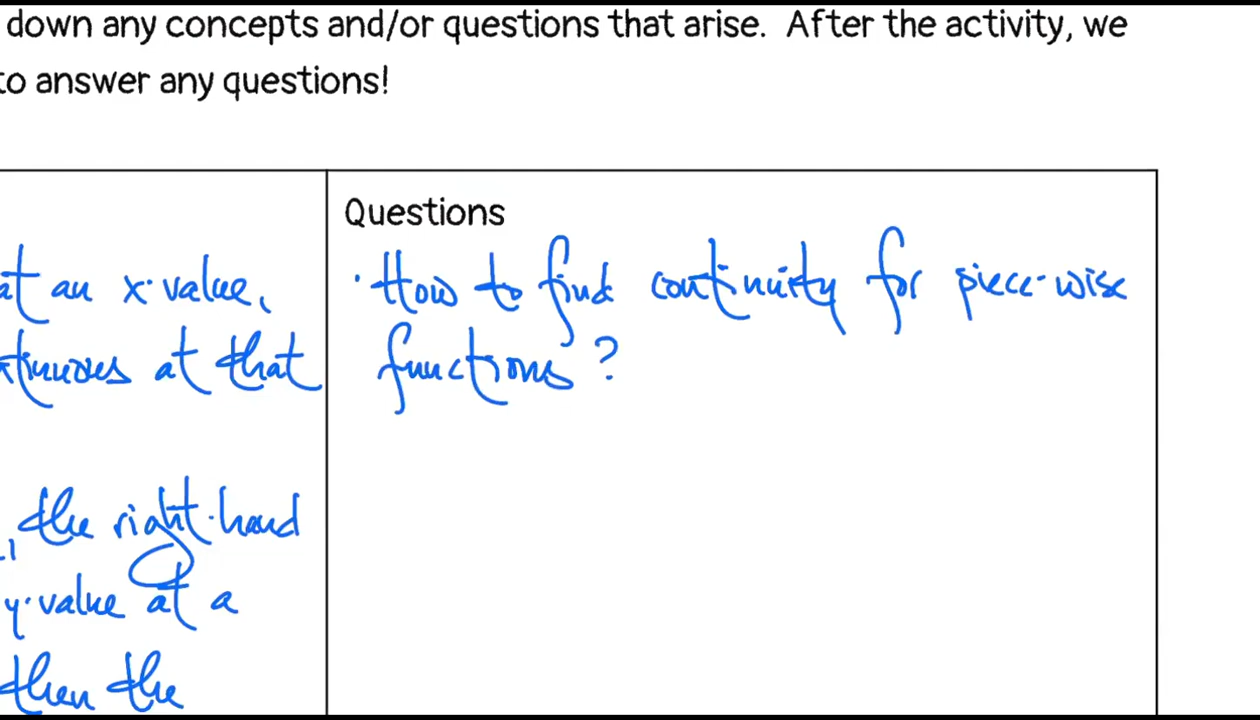 down any concepts and/or questions that arise. After the activity, we
to answer any questions!
Questions
at an x-value,
· How to find continuity for piece-wise
at that
functions?
the right-hand
y-value at a
then the